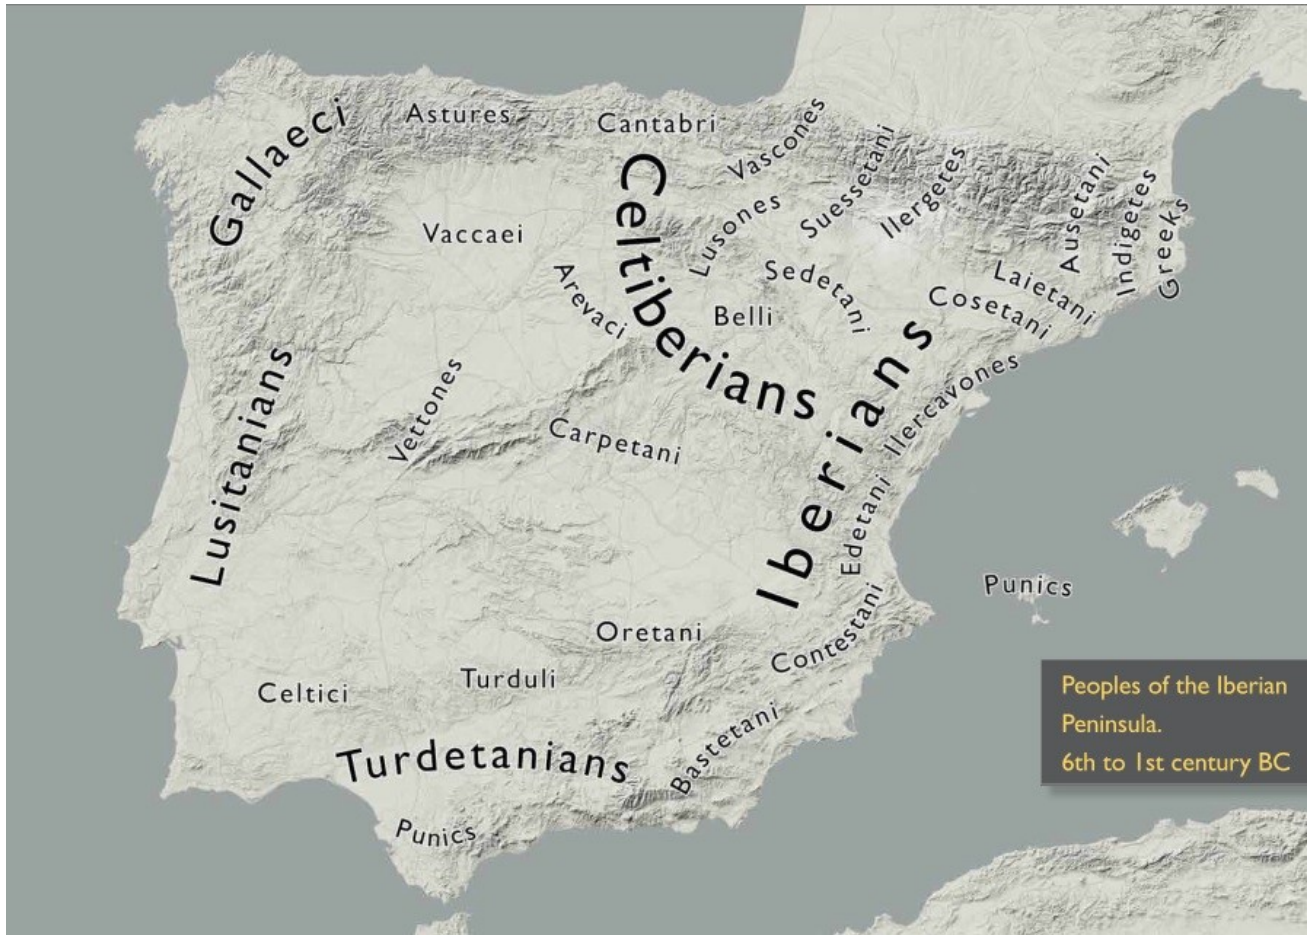 Gallaeci
Astures
Cantabri
Vascones
Suessetani
Ilergetes
Ausetani
Indigetes
Greeks
Celtiberians
Lusones
Vaccaei
Arevaci
Belli
Sedetani
Laietani
Cosetani
Iberians
Ilercavones
Lusitanians
Vettones
Carpetani
Edetani
Punics
Contestani
Oretani
Turduli
Celtici
Turdetanians
Bastetani
Punics
Peoples of the Iberian
Peninsula.
6th to 1st century BC